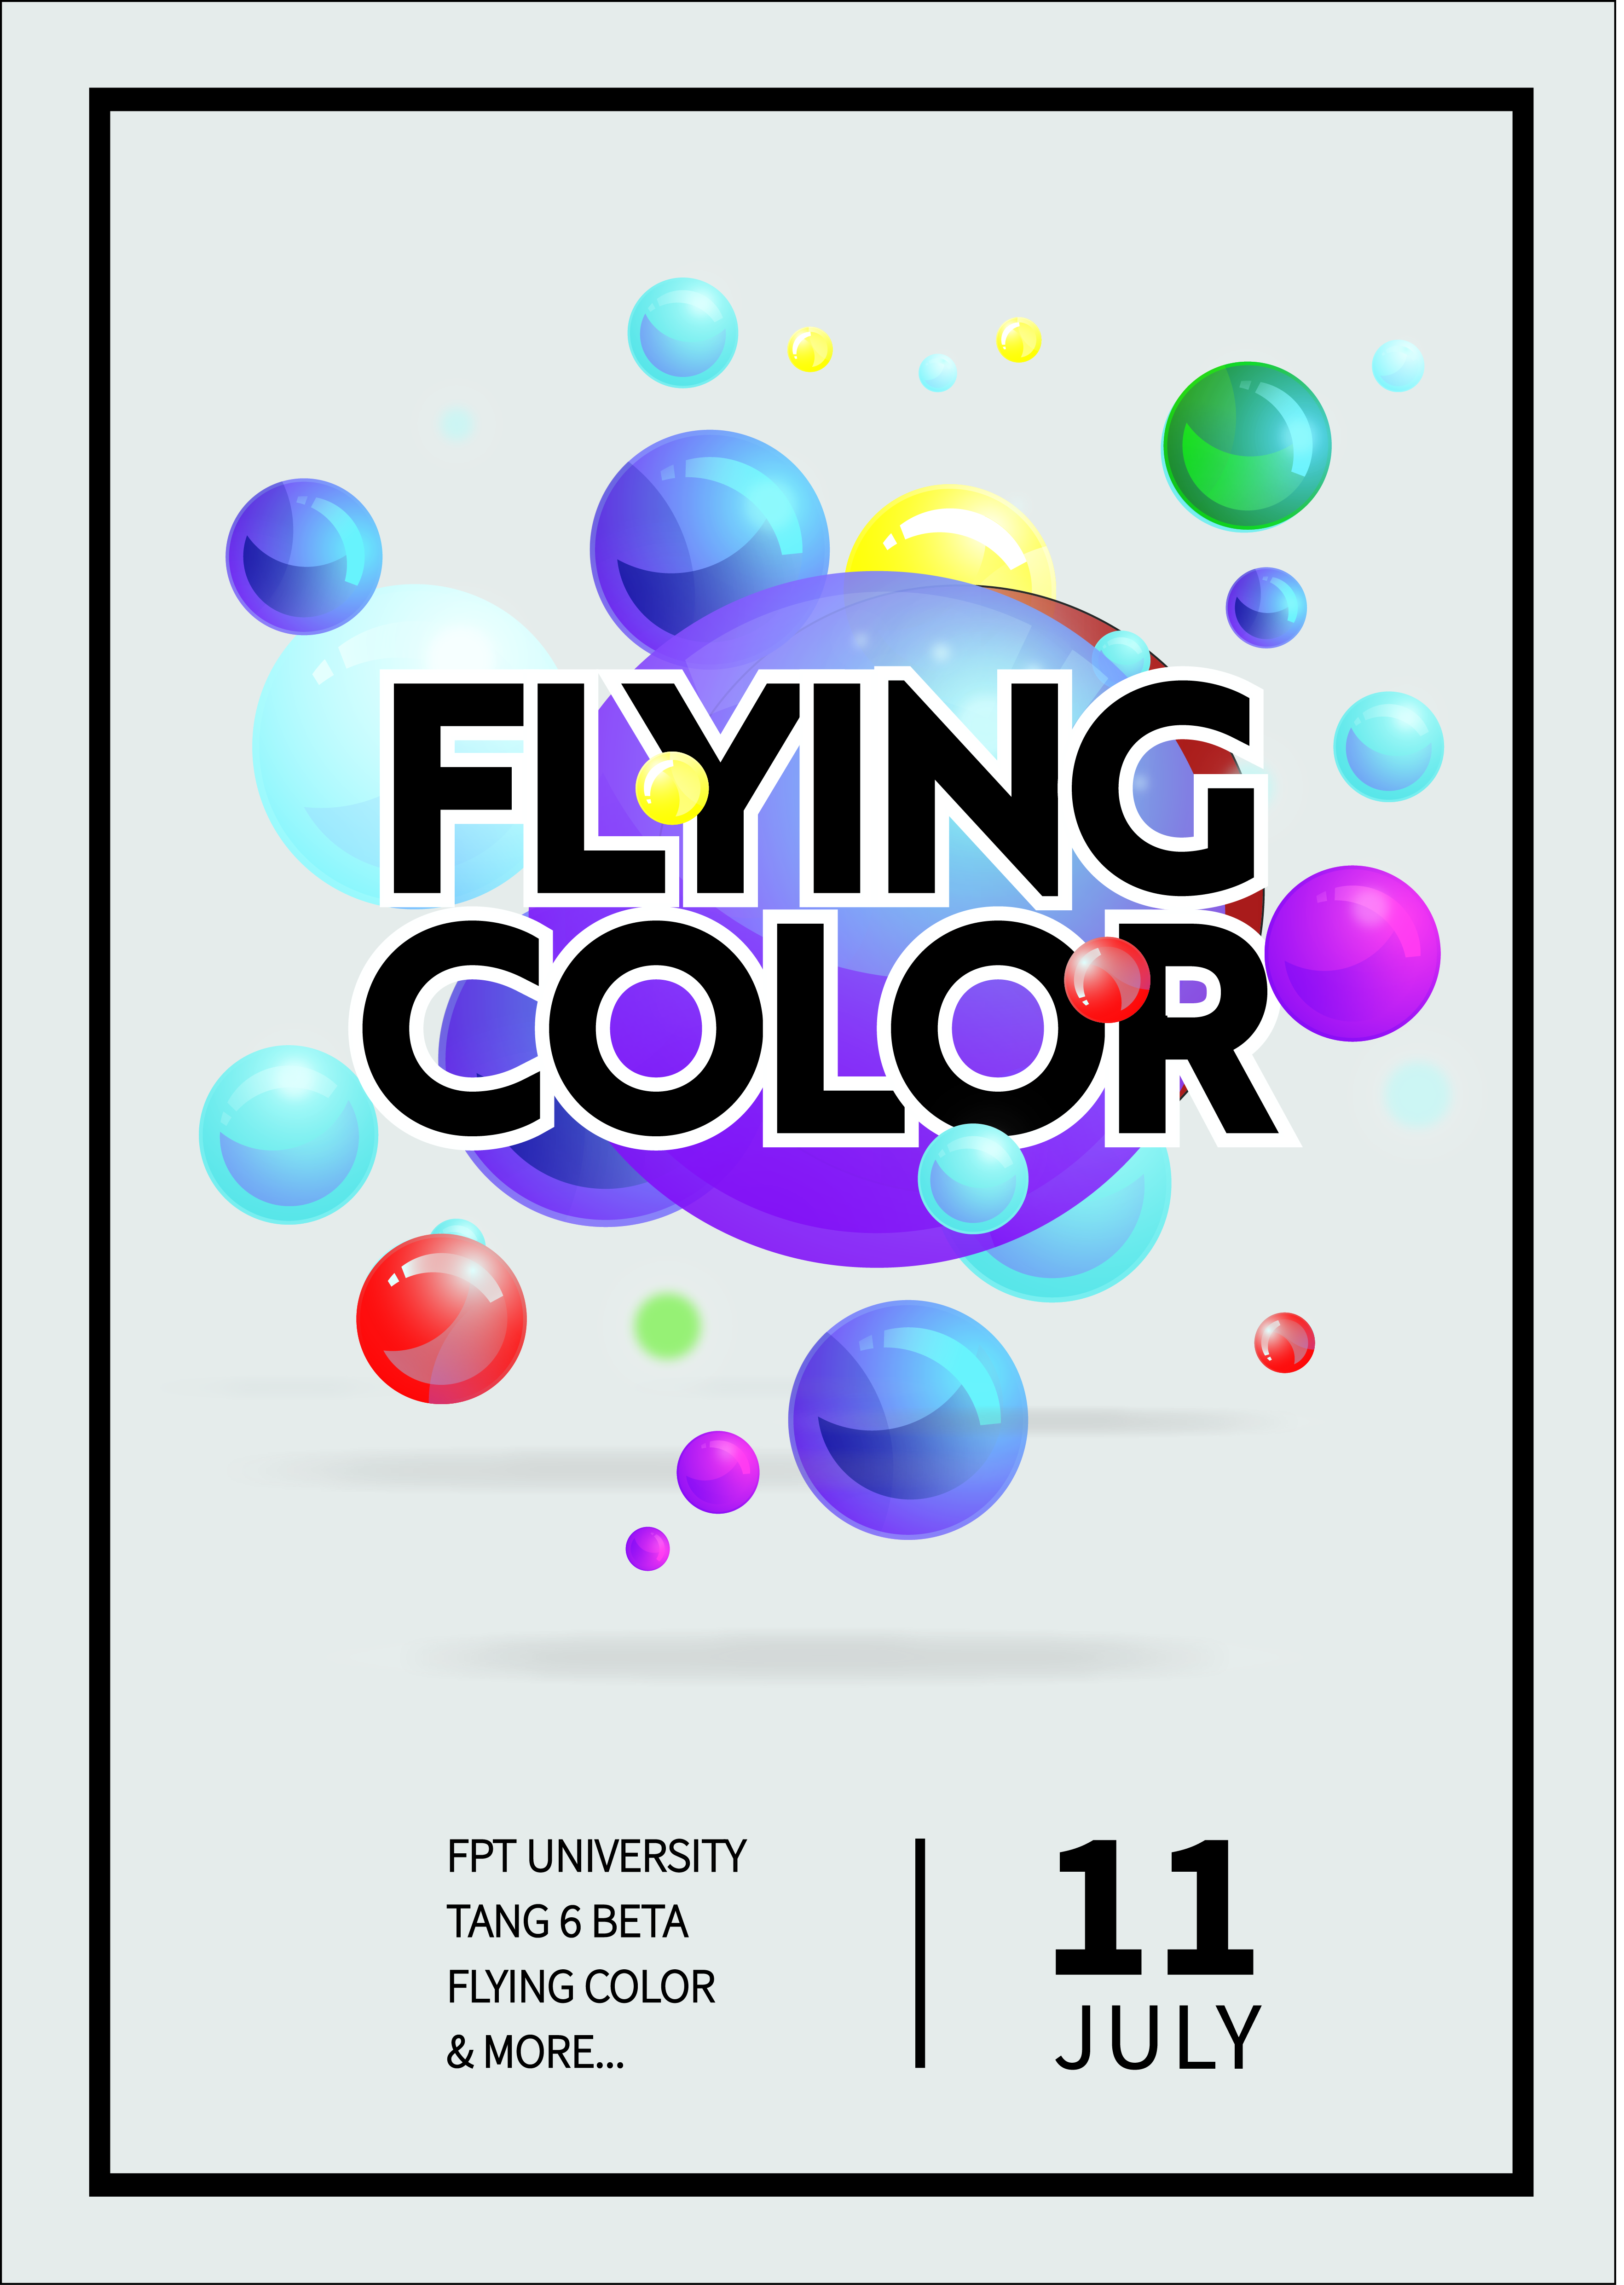 FLYING
COLOR
FPT UNIVERSITY
TANG 6 BETA
FLYING COLOR
& MORE...
11
JULY